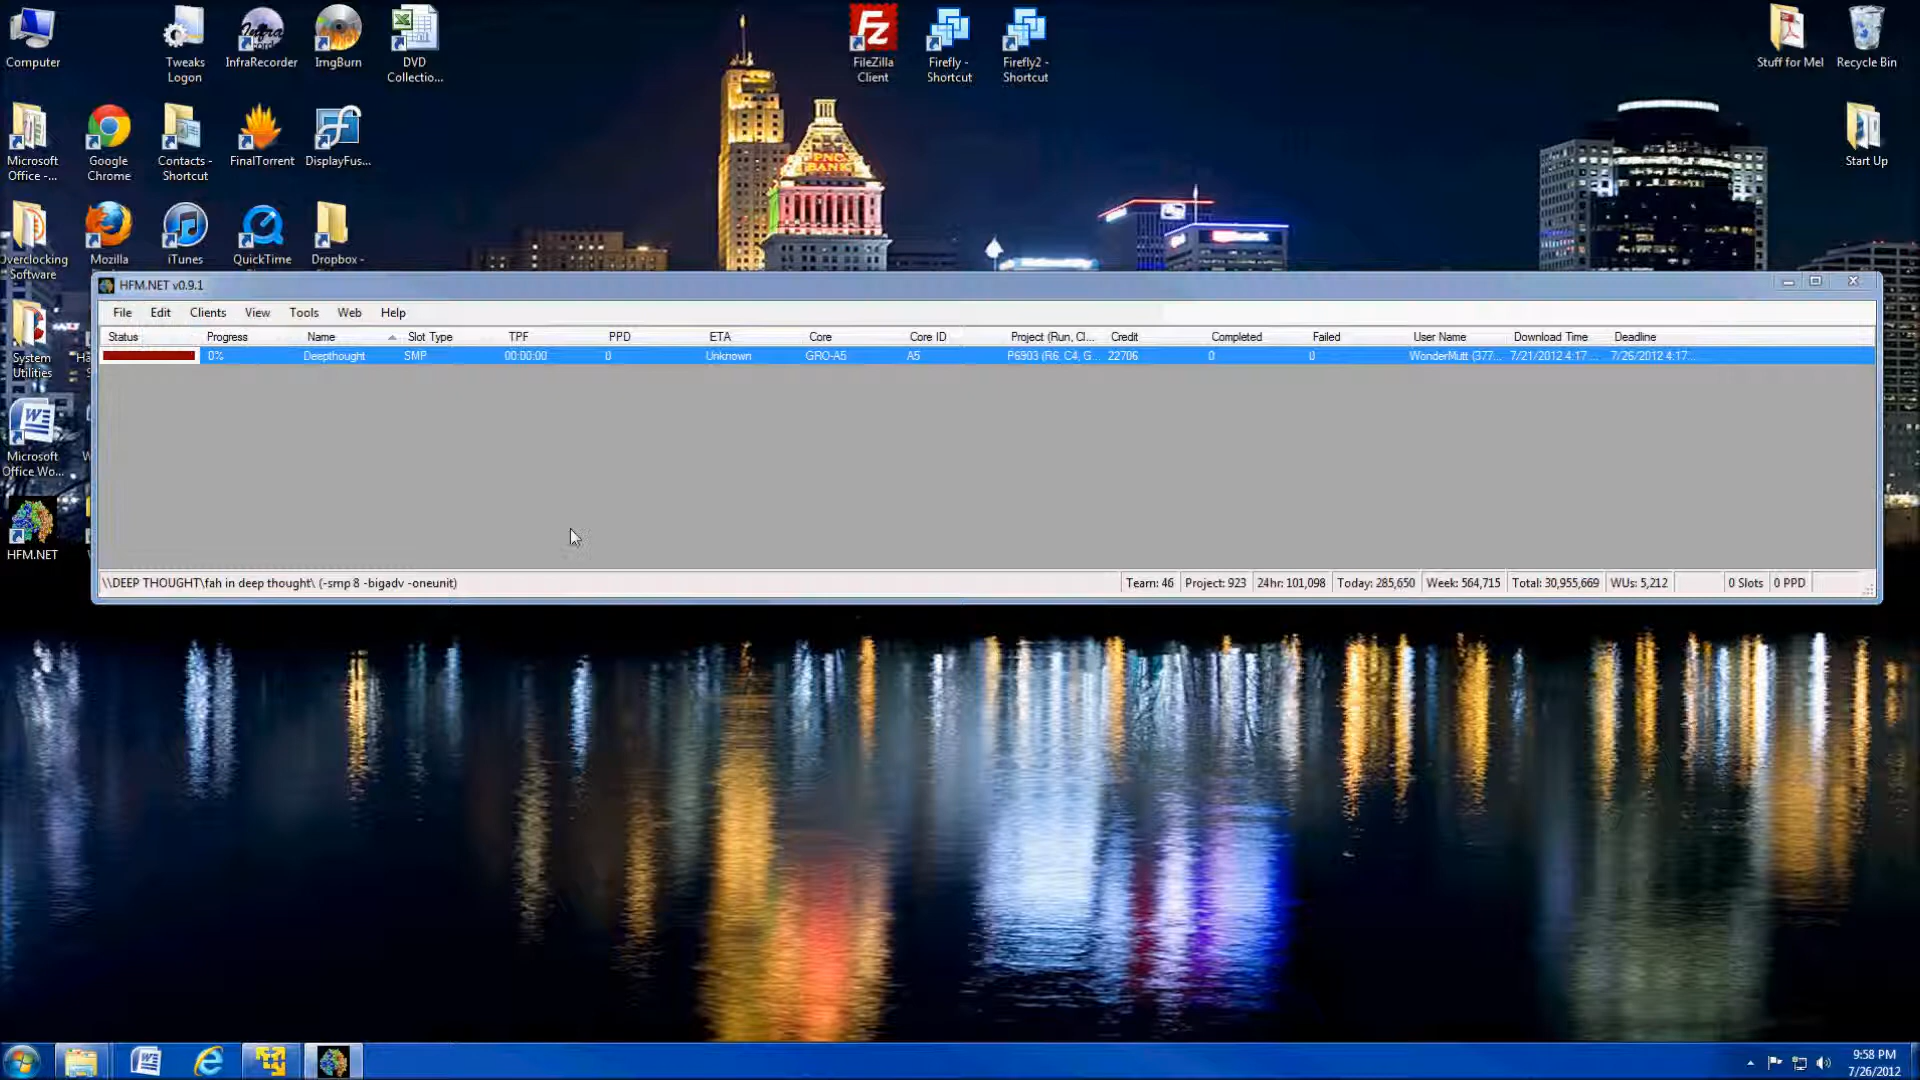 Computer
Tweaks
Logon
InfraRecorder
ImgBurn
DVD
Collectio...
FileZilla
Client
Firefly -
Shortcut
Firefly2 -
Shortcut
Stuff for Me!
Recycle Bin
Microsoft
Office -...
Google
Chrome
Contacts -
Shortcut
FinalTorrent
DisplayFus...
Start Up
PNC
BANK
Overclocking
Software
Mozilla
iTunes
QuickTime
Dropbox -
HFM.NET v0.9.1
File Edit Clients View Tools Web Help
Status Progress Name Slot Type TPF PPD ETA Core Core ID Project (Run, Cl... Credit Completed Failed User Name Download Time Deadline
0% Deepthought SMP 00:00:00 0 Unknown GRO-A5 A5 P6903 (R6, C4, G... 22706 0 0 WonderMutt (377... 7/21/2012 4:17... 7/26/2012 4:17...
System
Utilities
Microsoft
Office Wo...
HFM.NET
\\DEEP THOUGHT\fah in deep thought\ (-smp 8 -bigadv -oneunit) Team: 46 Project: 923 24hr: 101,098 Today: 285,650 Week: 564,715 Total: 30,955,669 WUs: 5,212 0 Slots 0 PPD
9:58 PM
7/26/2012